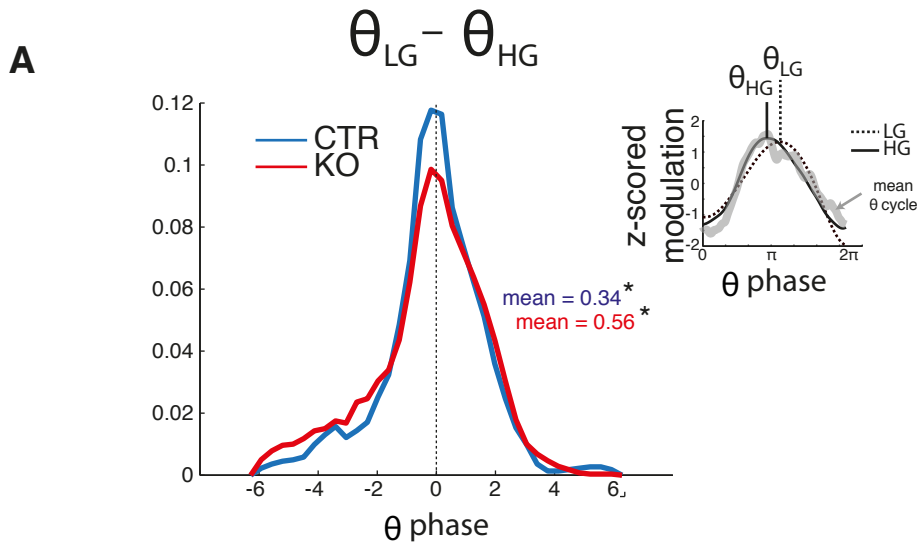 A
θLG – θHG
0.12
0.1
0.08
0.06
0.04
0.02
0
-6 -4 -2 0 2 4 6
θ phase
CTR
KO
mean = 0.34 *
mean = 0.56 *
θHG θLG
z-scored
modulation
2
1
0
-1
-2
0 π 2π
θ phase
LG
HG
mean
θ cycle